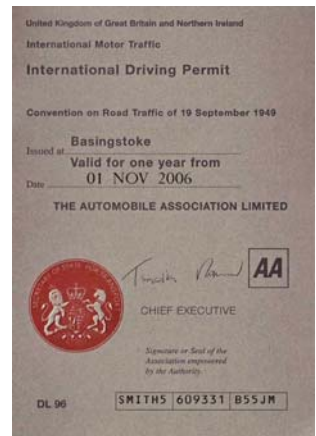 United Kingdom of Great Britain and Northern Ireland
International Motor Traffic
International Driving Permit
Convention on Road Traffic of 19 September 1949
Issued at Basingstoke
Valid for one year from
Date 01 NOV 2006
THE AUTOMOBILE ASSOCIATION LIMITED
AA
CHIEF EXECUTIVE
Signature or Seal of the
Association empowered
by the Authority.
DL 96
SMITH5 609331 B55JM